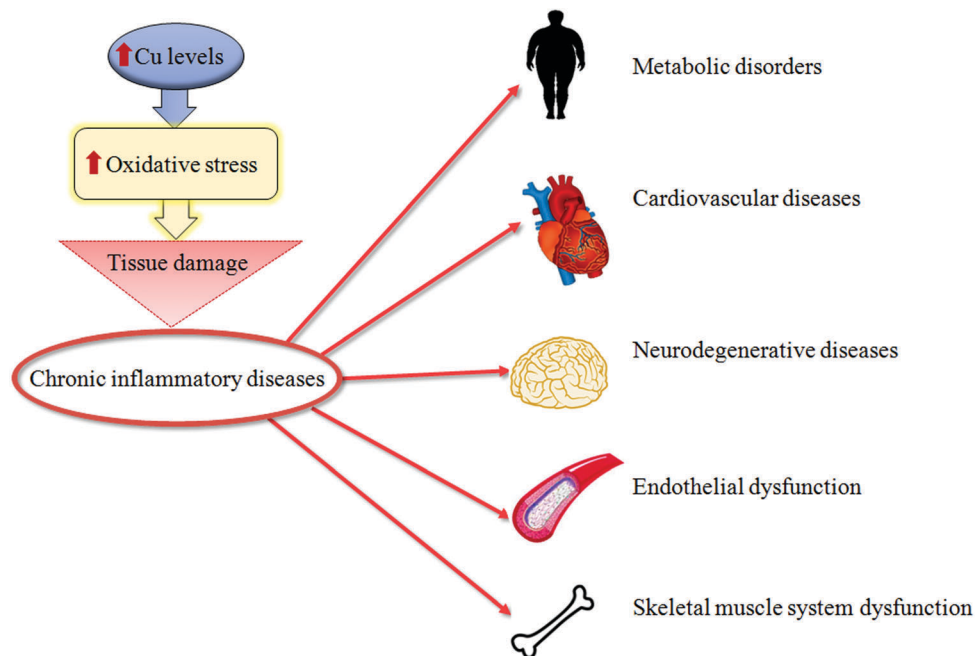 Cu levels
Oxidative stress
Tissue damage
Chronic inflammatory diseases
Metabolic disorders
Cardiovascular diseases
Neurodegenerative diseases
Endothelial dysfunction
Skeletal muscle system dysfunction